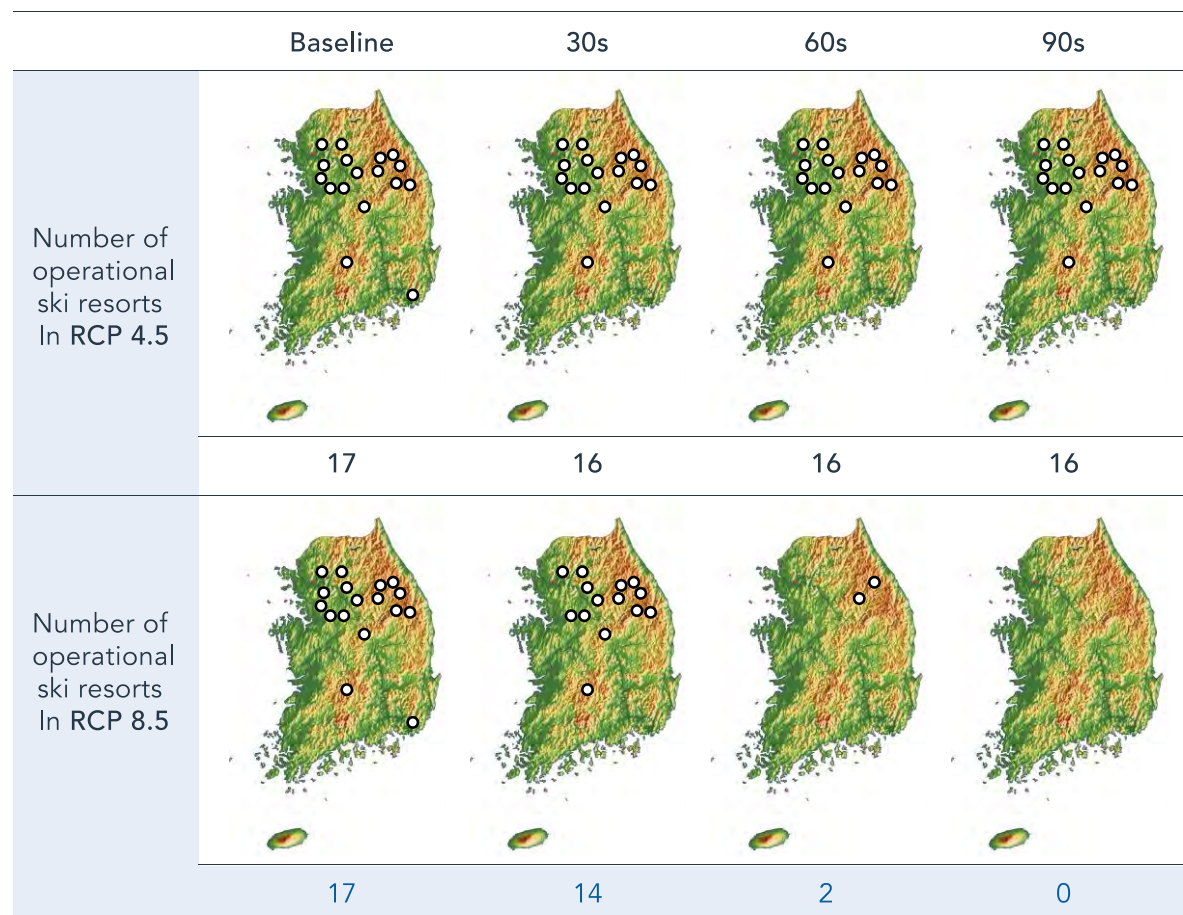 Baseline 30s 60s 90s
Number of
operational
ski resorts
In RCP 4.5
17 16 16 16
Number of
operational
ski resorts
In RCP 8.5
17 14 2 0